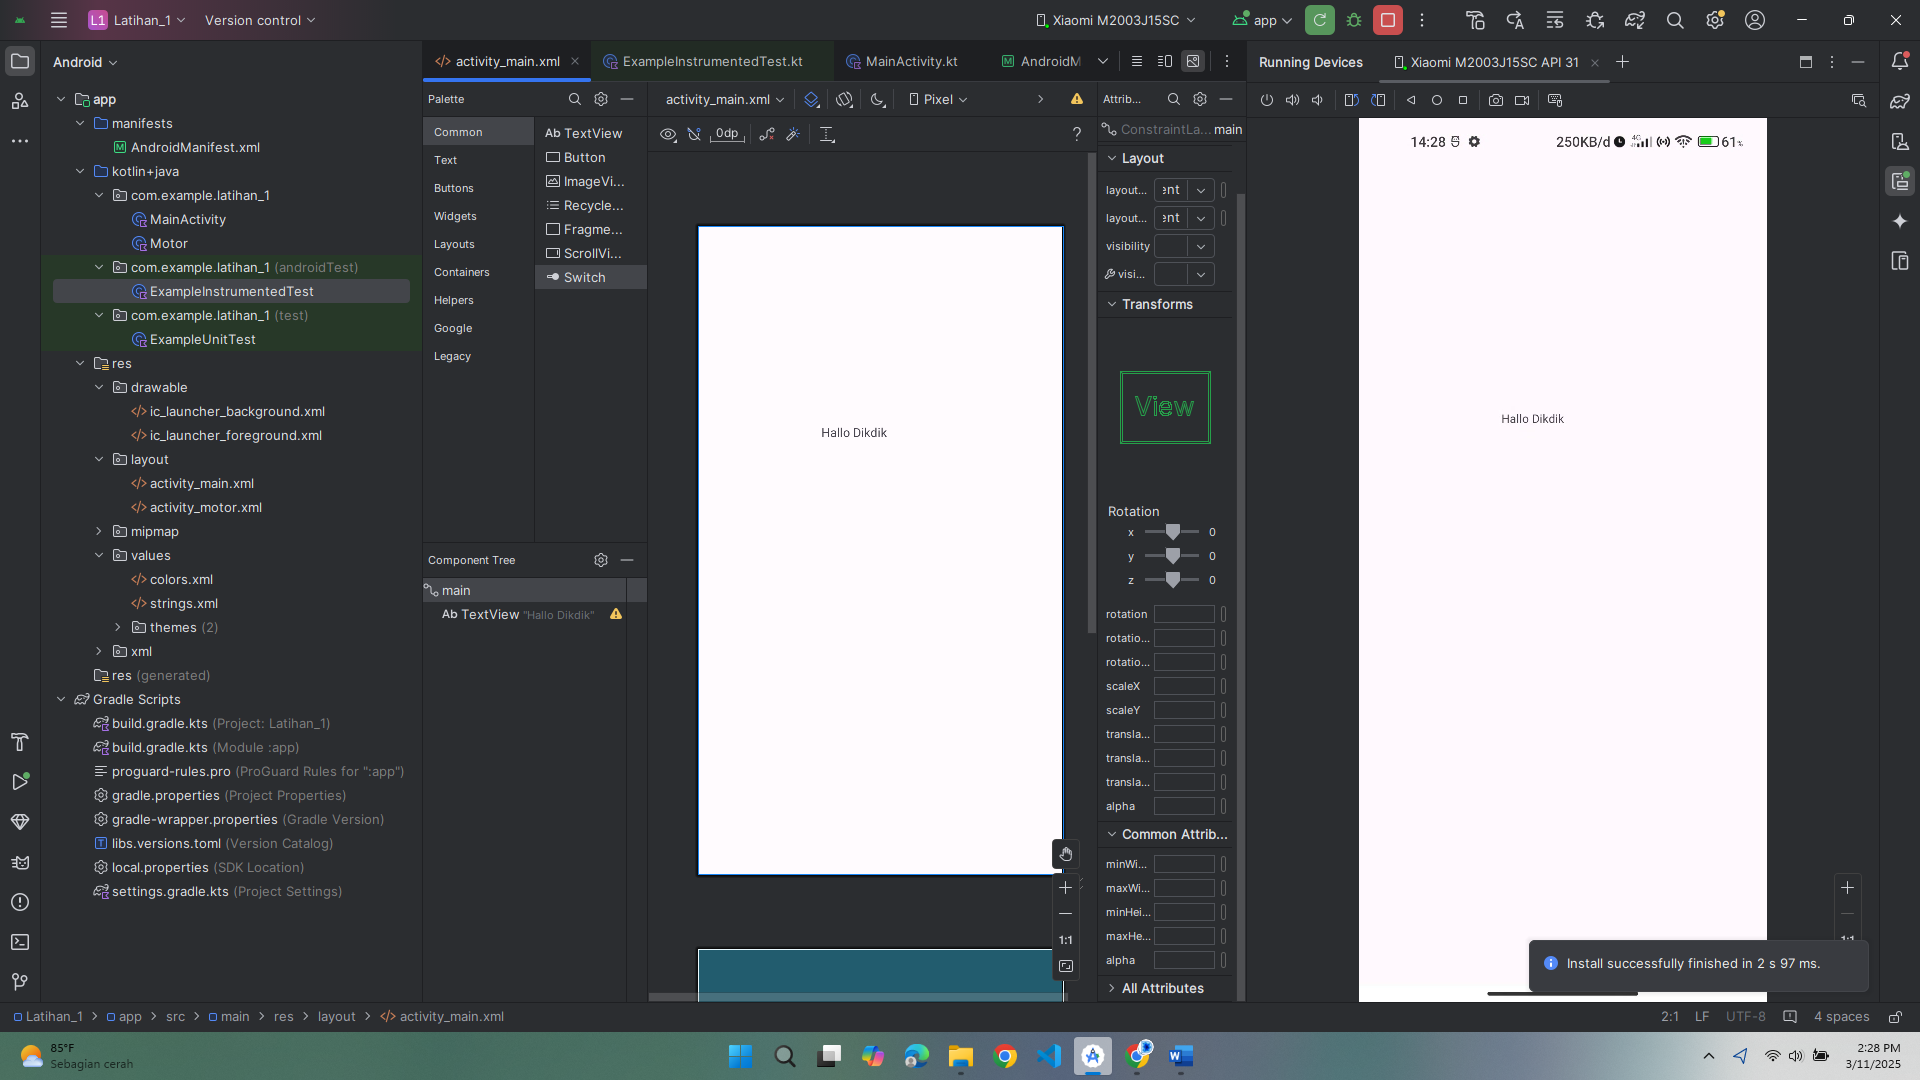 L1 Latihan_1
Version control
Xiaomi M2003J15SC
app
Android
app
manifests
AndroidManifest.xml
kotlin+java
com.example.latihan_1
MainActivity
Motor
com.example.latihan_1 (androidTest)
ExampleInstrumentedTest
com.example.latihan_1 (test)
ExampleUnitTest
res
drawable
ic_launcher_background.xml
ic_launcher_foreground.xml
layout
activity_main.xml
activity_motor.xml
mipmap
values
colors.xml
strings.xml
themes (2)
xml
res (generated)
Gradle Scripts
build.gradle.kts (Project: Latihan_1)
build.gradle.kts (Module :app)
proguard-rules.pro (ProGuard Rules for ":app")
gradle.properties (Project Properties)
gradle-wrapper.properties (Gradle Version)
libs.versions.toml (Version Catalog)
local.properties (SDK Location)
settings.gradle.kts (Project Settings)
activity_main.xml
ExampleInstrumentedTest.kt
MainActivity.kt
AndroidM
Palette
Common
Text
Buttons
Widgets
Layouts
Containers
Helpers
Google
Legacy
Ab TextView
Button
ImageVi...
Recycle...
Fragme...
ScrollVi...
Switch
Component Tree
main
Ab TextView "Hallo Dikdik"
activity_main.xml
Pixel
0dp
?
Hallo Dikdik
1:1
Attrib...
ConstraintLa... main
Layout
layout... ent
layout... ent
visibility
visi...
Transforms
View
Rotation
x 0
y 0
z 0
rotation
rotatio...
rotatio...
scaleX
scaleY
transla...
transla...
transla...
alpha
Common Attrib...
minWi...
maxWi...
minHei...
maxHe...
alpha
All Attributes
Running Devices
Xiaomi M2003J15SC API 31
14:28
250KB/d
4G
61%
Hallo Dikdik
Install successfully finished in 2 s 97 ms.
Latihan_1 > app > src > main > res > layout > activity_main.xml
2:1
LF
UTF-8
4 spaces
85°F
Sebagian cerah
2:28 PM
3/11/2025